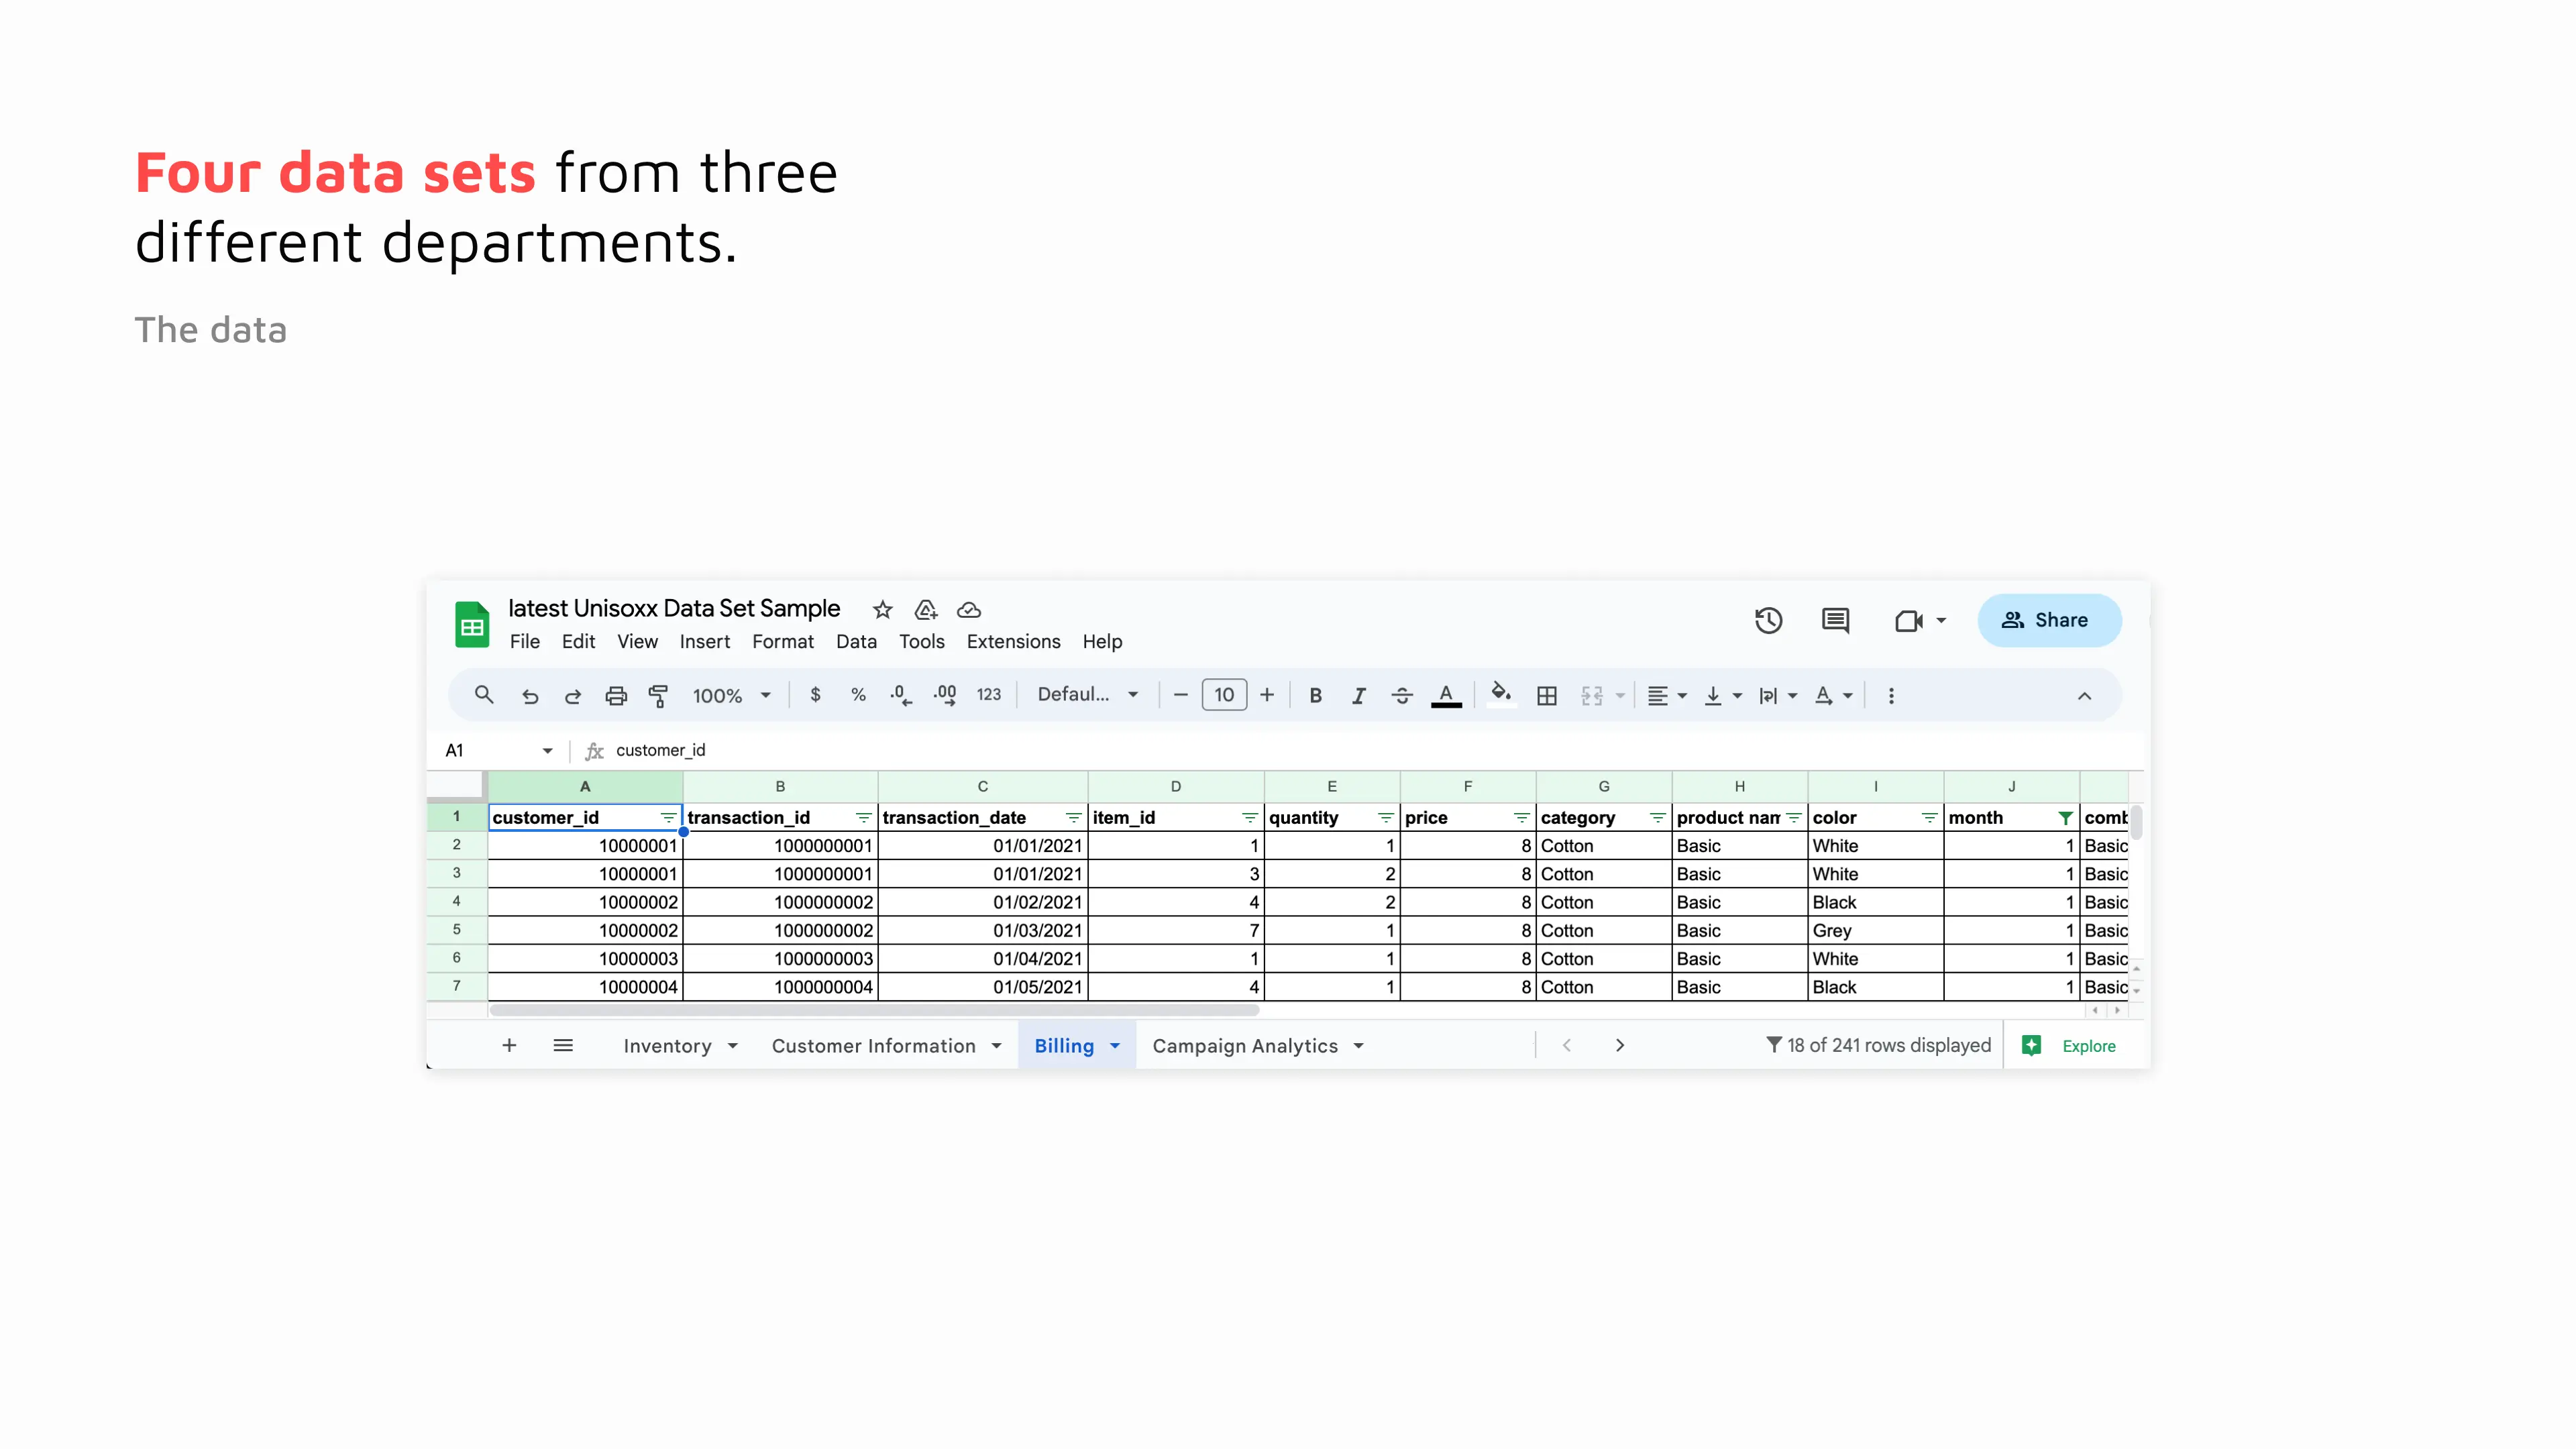 Four data sets from three
different departments.
The data
latest Unisoxx Data Set Sample
File Edit View Insert Format Data Tools Extensions Help
Share
100% $ % .0 .00 123 Defaul... − 10 + B I A
A1 fx customer_id
A B C D E F G H I J
1 customer_id transaction_id transaction_date item_id quantity price category product nam color month comb
2 10000001 1000000001 01/01/2021 1 1 8 Cotton Basic White 1 Basic
3 10000001 1000000001 01/01/2021 3 2 8 Cotton Basic White 1 Basic
4 10000002 1000000002 01/02/2021 4 2 8 Cotton Basic Black 1 Basic
5 10000002 1000000002 01/03/2021 7 1 8 Cotton Basic Grey 1 Basic
6 10000003 1000000003 01/04/2021 1 1 8 Cotton Basic White 1 Basic
7 10000004 1000000004 01/05/2021 4 1 8 Cotton Basic Black 1 Basic
Inventory Customer Information Billing Campaign Analytics 18 of 241 rows displayed Explore